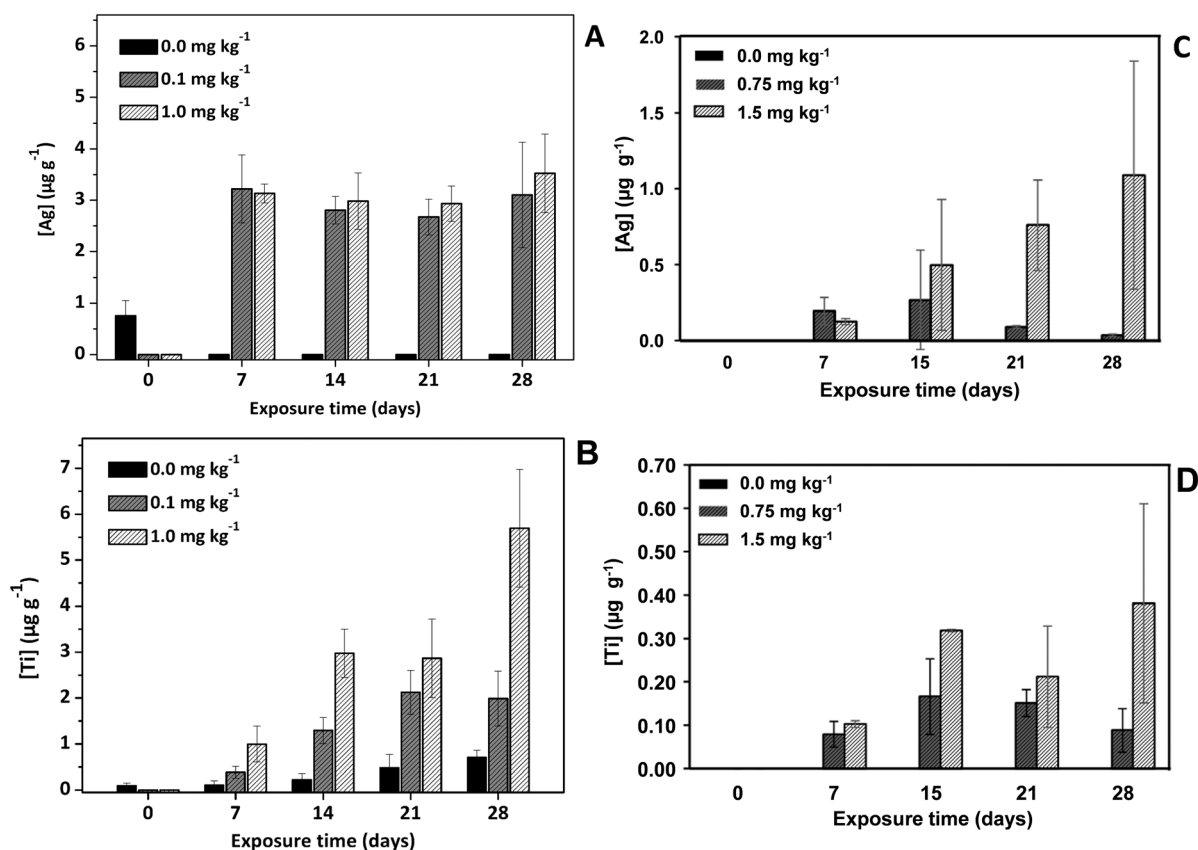 A
0.0 mg kg⁻¹
0.1 mg kg⁻¹
1.0 mg kg⁻¹
[Ag] (µg g⁻¹)
6
5
4
3
2
1
0
0 7 14 21 28
Exposure time (days)
C
0.0 mg kg⁻¹
0.75 mg kg⁻¹
1.5 mg kg⁻¹
[Ag] (µg g⁻¹)
2.0
1.5
1.0
0.5
0.0
0 7 15 21 28
Exposure time (days)
B
0.0 mg kg⁻¹
0.1 mg kg⁻¹
1.0 mg kg⁻¹
[Ti] (µg g⁻¹)
7
6
5
4
3
2
1
0
0 7 14 21 28
Exposure time (days)
D
0.0 mg kg⁻¹
0.75 mg kg⁻¹
1.5 mg kg⁻¹
[Ti] (µg g⁻¹)
0.70
0.60
0.50
0.40
0.30
0.20
0.10
0.00
0 7 15 21 28
Exposure time (days)